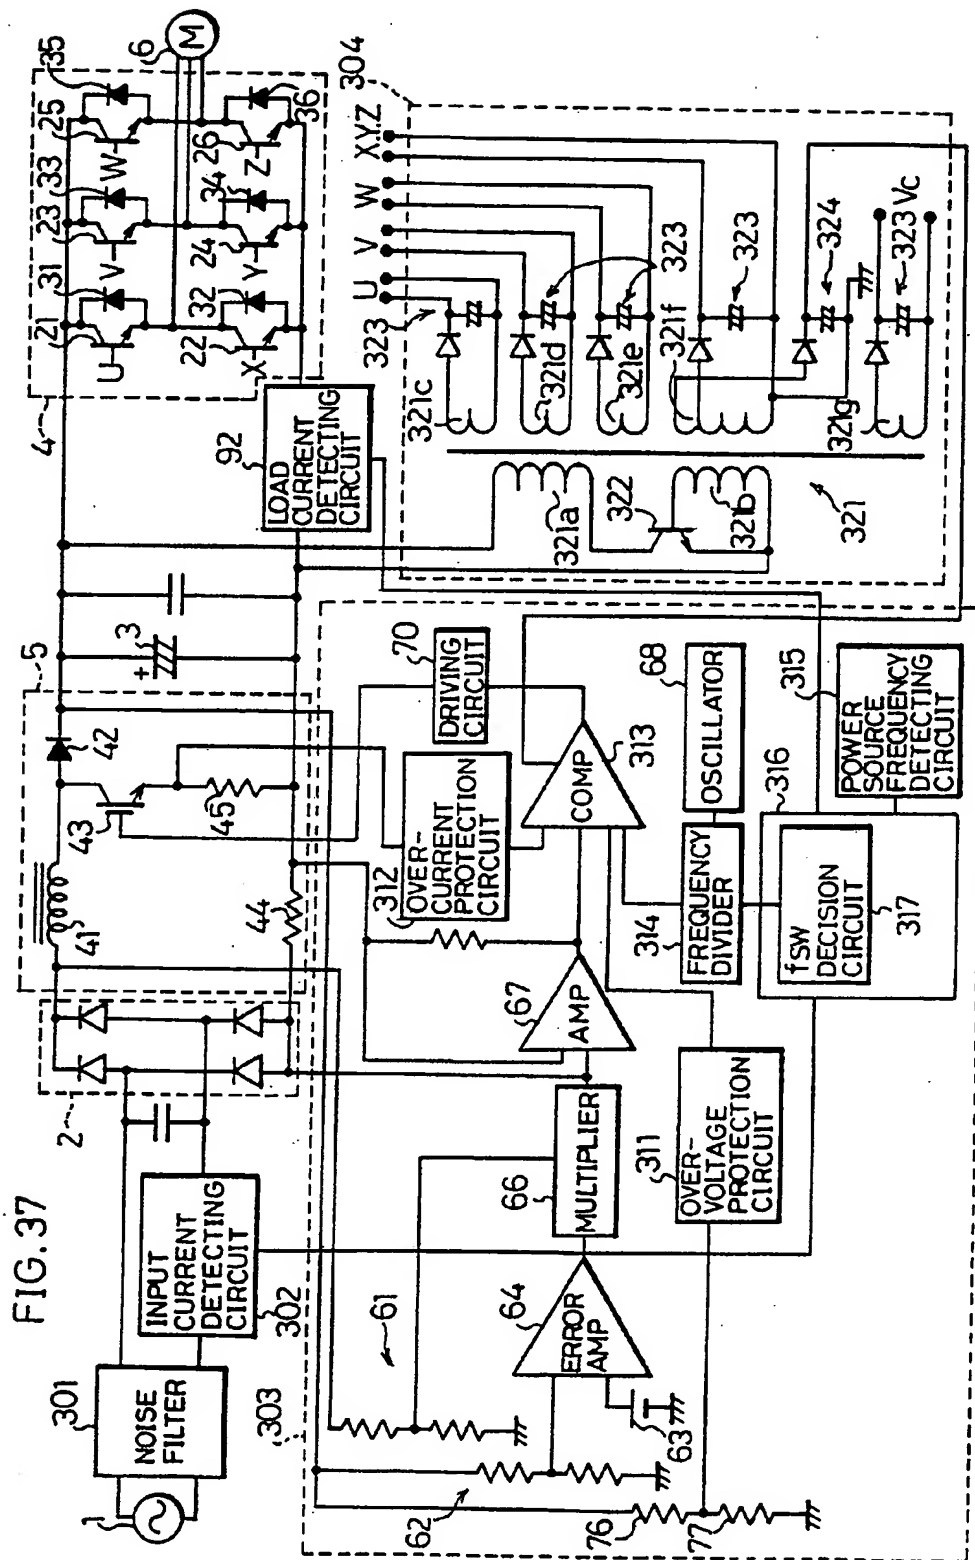 FIG.37
1
301
NOISE
FILTER
INPUT
CURRENT
DETECTING
CIRCUIT
302
303
2
5
41
42
43
44
45
+
3
4
21
31
23
33
25
35
U
V
W
22
32
24
34
26
36
X
Y
Z
6
M
92
LOAD
CURRENT
DETECTING
CIRCUIT
304
U
V
W
X.Y.Z
323
321c
321d
321e
323
321f
323
324
321g
323
Vc
321a
322
321b
321
61
62
63
64
ERROR
AMP
66
MULTIPLIER
67
AMP
312
OVER-
CURRENT
PROTECTION
CIRCUIT
70
DRIVING
CIRCUIT
COMP
313
311
OVER-
VOLTAGE
PROTECTION
CIRCUIT
76
77
314
FREQUENCY
DIVIDER
OSCILLATOR
68
315
POWER
SOURCE
FREQUENCY
DETECTING
CIRCUIT
316
fSW
DECISION
CIRCUIT
317